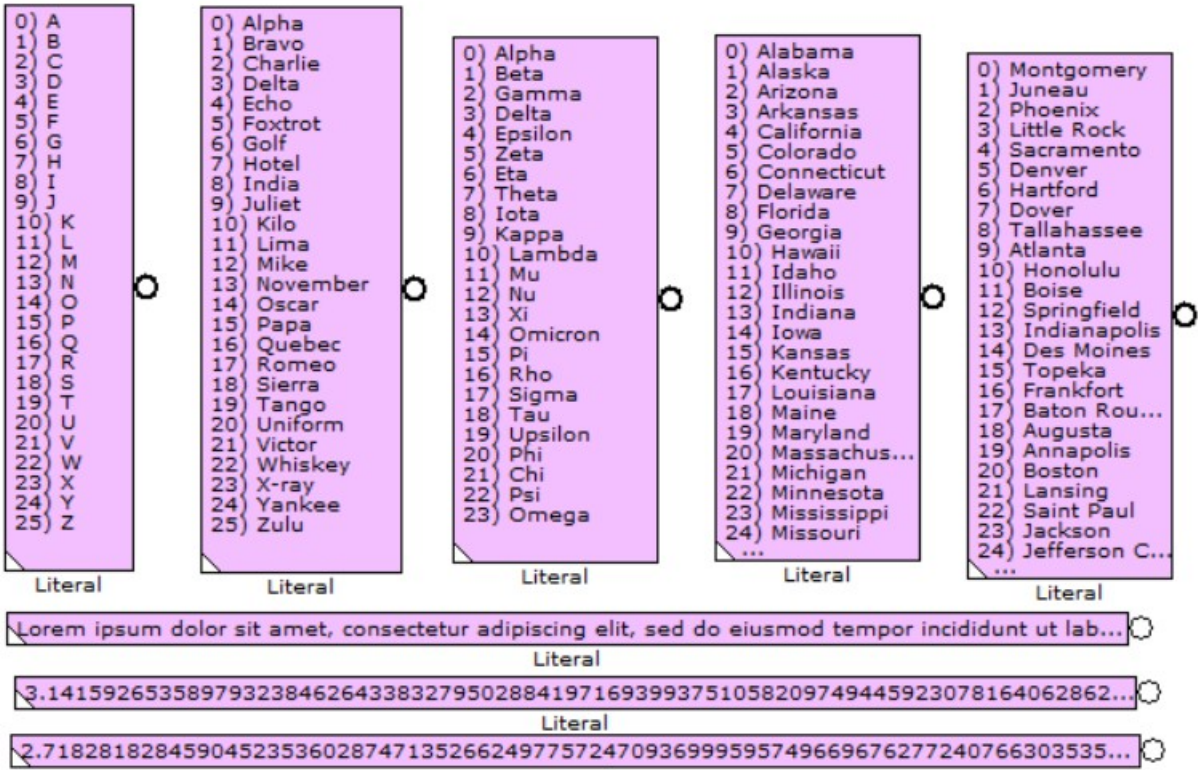 0) A
1) B
2) C
3) D
4) E
5) F
6) G
7) H
8) I
9) J
10) K
11) L
12) M
13) N
14) O
15) P
16) Q
17) R
18) S
19) T
20) U
21) V
22) W
23) X
24) Y
25) Z
Literal
0) Alpha
1) Bravo
2) Charlie
3) Delta
4) Echo
5) Foxtrot
6) Golf
7) Hotel
8) India
9) Juliet
10) Kilo
11) Lima
12) Mike
13) November
14) Oscar
15) Papa
16) Quebec
17) Romeo
18) Sierra
19) Tango
20) Uniform
21) Victor
22) Whiskey
23) X-ray
24) Yankee
25) Zulu
Literal
0) Alpha
1) Beta
2) Gamma
3) Delta
4) Epsilon
5) Zeta
6) Eta
7) Theta
8) Iota
9) Kappa
10) Lambda
11) Mu
12) Nu
13) Xi
14) Omicron
15) Pi
16) Rho
17) Sigma
18) Tau
19) Upsilon
20) Phi
21) Chi
22) Psi
23) Omega
Literal
0) Alabama
1) Alaska
2) Arizona
3) Arkansas
4) California
5) Colorado
6) Connecticut
7) Delaware
8) Florida
9) Georgia
10) Hawaii
11) Idaho
12) Illinois
13) Indiana
14) Iowa
15) Kansas
16) Kentucky
17) Louisiana
18) Maine
19) Maryland
20) Massachus...
21) Michigan
22) Minnesota
23) Mississippi
24) Missouri
...
Literal
0) Montgomery
1) Juneau
2) Phoenix
3) Little Rock
4) Sacramento
5) Denver
6) Hartford
7) Dover
8) Tallahassee
9) Atlanta
10) Honolulu
11) Boise
12) Springfield
13) Indianapolis
14) Des Moines
15) Topeka
16) Frankfort
17) Baton Rou...
18) Augusta
19) Annapolis
20) Boston
21) Lansing
22) Saint Paul
23) Jackson
24) Jefferson C...
...
Literal
Lorem ipsum dolor sit amet, consectetur adipiscing elit, sed do eiusmod tempor incididunt ut lab...
Literal
3.14159265358979323846264338327950288419716939937510582097494459230781640628​62...
Literal
2.71828182845904523536028747135266249775724709369995957496696762772407663035​35...